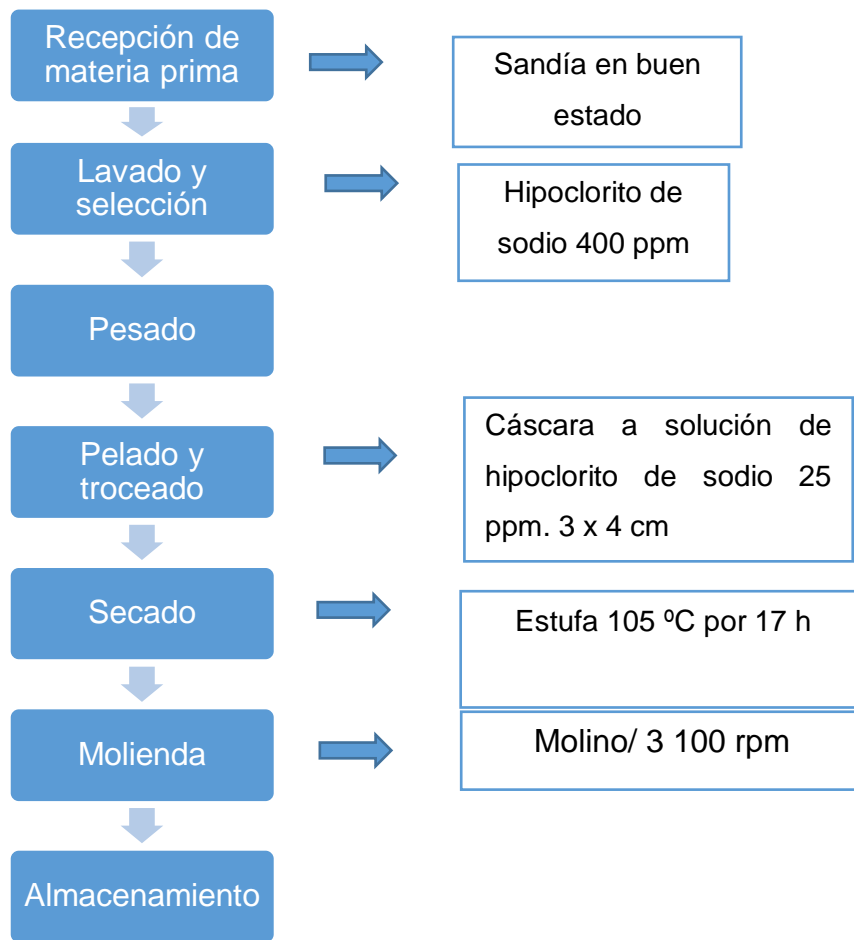 Recepción de
materia prima
Sandía en buen
estado
Lavado y
selección
Hipoclorito de
sodio 400 ppm
Pesado
Pelado y
troceado
Cáscara a solución de
hipoclorito de sodio 25
ppm. 3 x 4 cm
Secado
Estufa 105 ºC por 17 h
Molienda
Molino/ 3 100 rpm
Almacenamiento